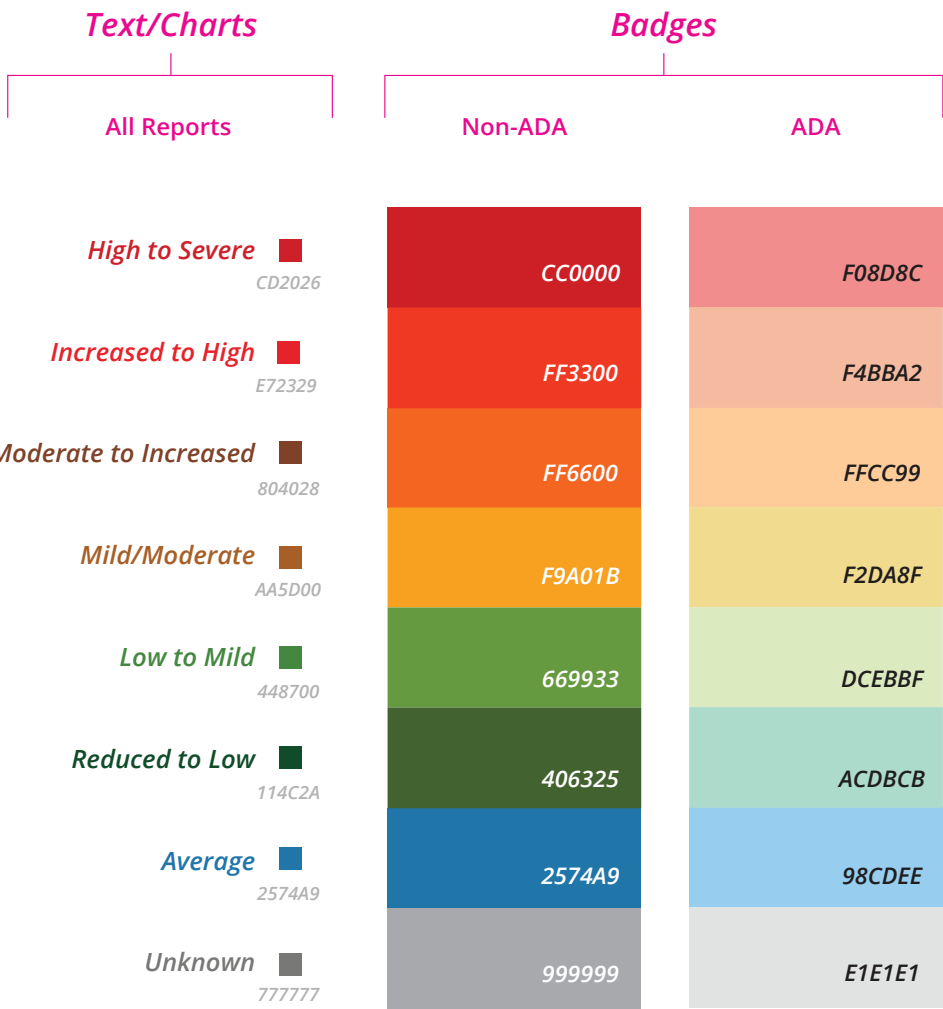 Text/Charts Badges
All Reports Non-ADA ADA
High to Severe
CD2026
CC0000
F08D8C
Increased to High
E72329
FF3300
F4BBA2
Moderate to Increased
804028
FF6600
FFCC99
Mild/Moderate
AA5D00
F9A01B
F2DA8F
Low to Mild
448700
669933
DCEBBF
Reduced to Low
114C2A
406325
ACDBCB
Average
2574A9
2574A9
98CDEE
Unknown
777777
999999
E1E1E1